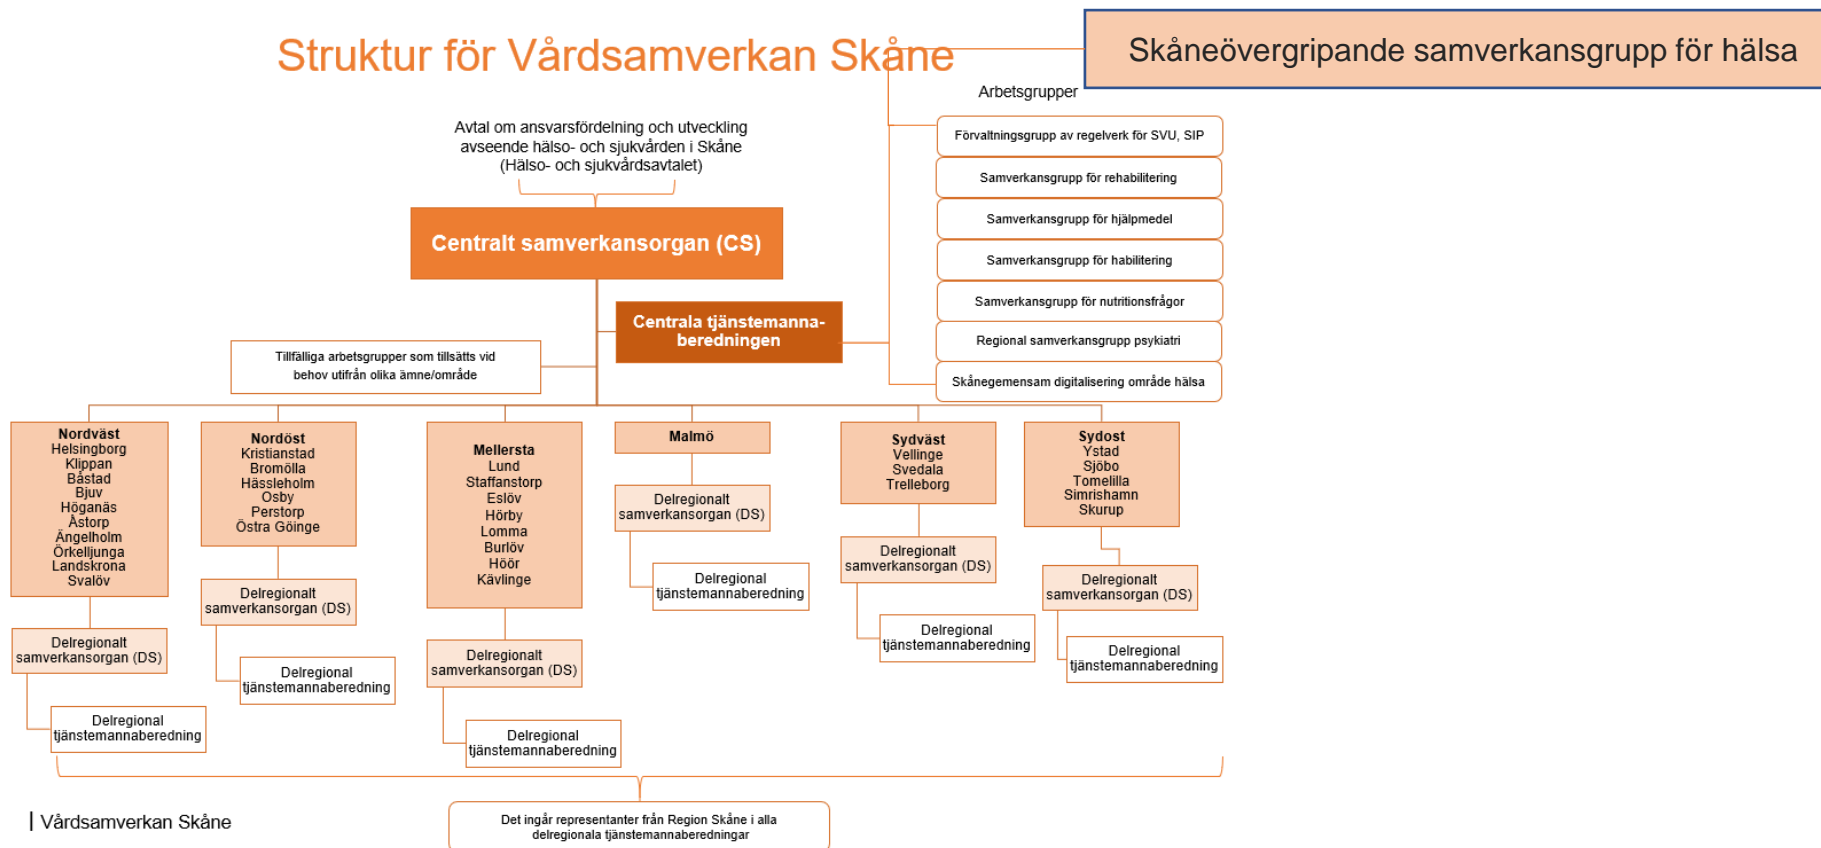 Struktur för Vårdsamverkan Skåne
Skåneövergripande samverkansgrupp för hälsa
Arbetsgrupper
Avtal om ansvarsfördelning och utveckling
avseende hälso- och sjukvården i Skåne
(Hälso- och sjukvårdsavtalet)
Förvaltningsgrupp av regelverk för SVU, SIP
Samverkansgrupp för rehabilitering
Samverkansgrupp för hjälpmedel
Samverkansgrupp för habilitering
Samverkansgrupp för nutritionsfrågor
Regional samverkansgrupp psykiatri
Skånegemensam digitalisering område hälsa
Centralt samverkansorgan (CS)
Centrala tjänstemanna-
beredningen
Tillfälliga arbetsgrupper som tillsätts vid
behov utifrån olika ämne/område
Nordväst
Helsingborg
Klippan
Båstad
Bjuv
Höganäs
Åstorp
Ängelholm
Örkelljunga
Landskrona
Svalöv
Delregionalt
samverkansorgan (DS)
Delregional
tjänstemannaberedning
Nordöst
Kristianstad
Bromölla
Hässleholm
Osby
Perstorp
Östra Göinge
Delregionalt
samverkansorgan (DS)
Delregional
tjänstemannaberedning
Mellersta
Lund
Staffanstorp
Eslöv
Hörby
Lomma
Burlöv
Höör
Kävlinge
Delregionalt
samverkansorgan (DS)
Delregional
tjänstemannaberedning
Malmö
Delregionalt
samverkansorgan (DS)
Delregional
tjänstemannaberedning
Sydväst
Vellinge
Svedala
Trelleborg
Delregionalt
samverkansorgan (DS)
Delregional
tjänstemannaberedning
Sydost
Ystad
Sjöbo
Tomelilla
Simrishamn
Skurup
Delregionalt
samverkansorgan (DS)
Delregional
tjänstemannaberedning
Det ingår representanter från Region Skåne i alla
delregionala tjänstemannaberedningar
| Vårdsamverkan Skåne